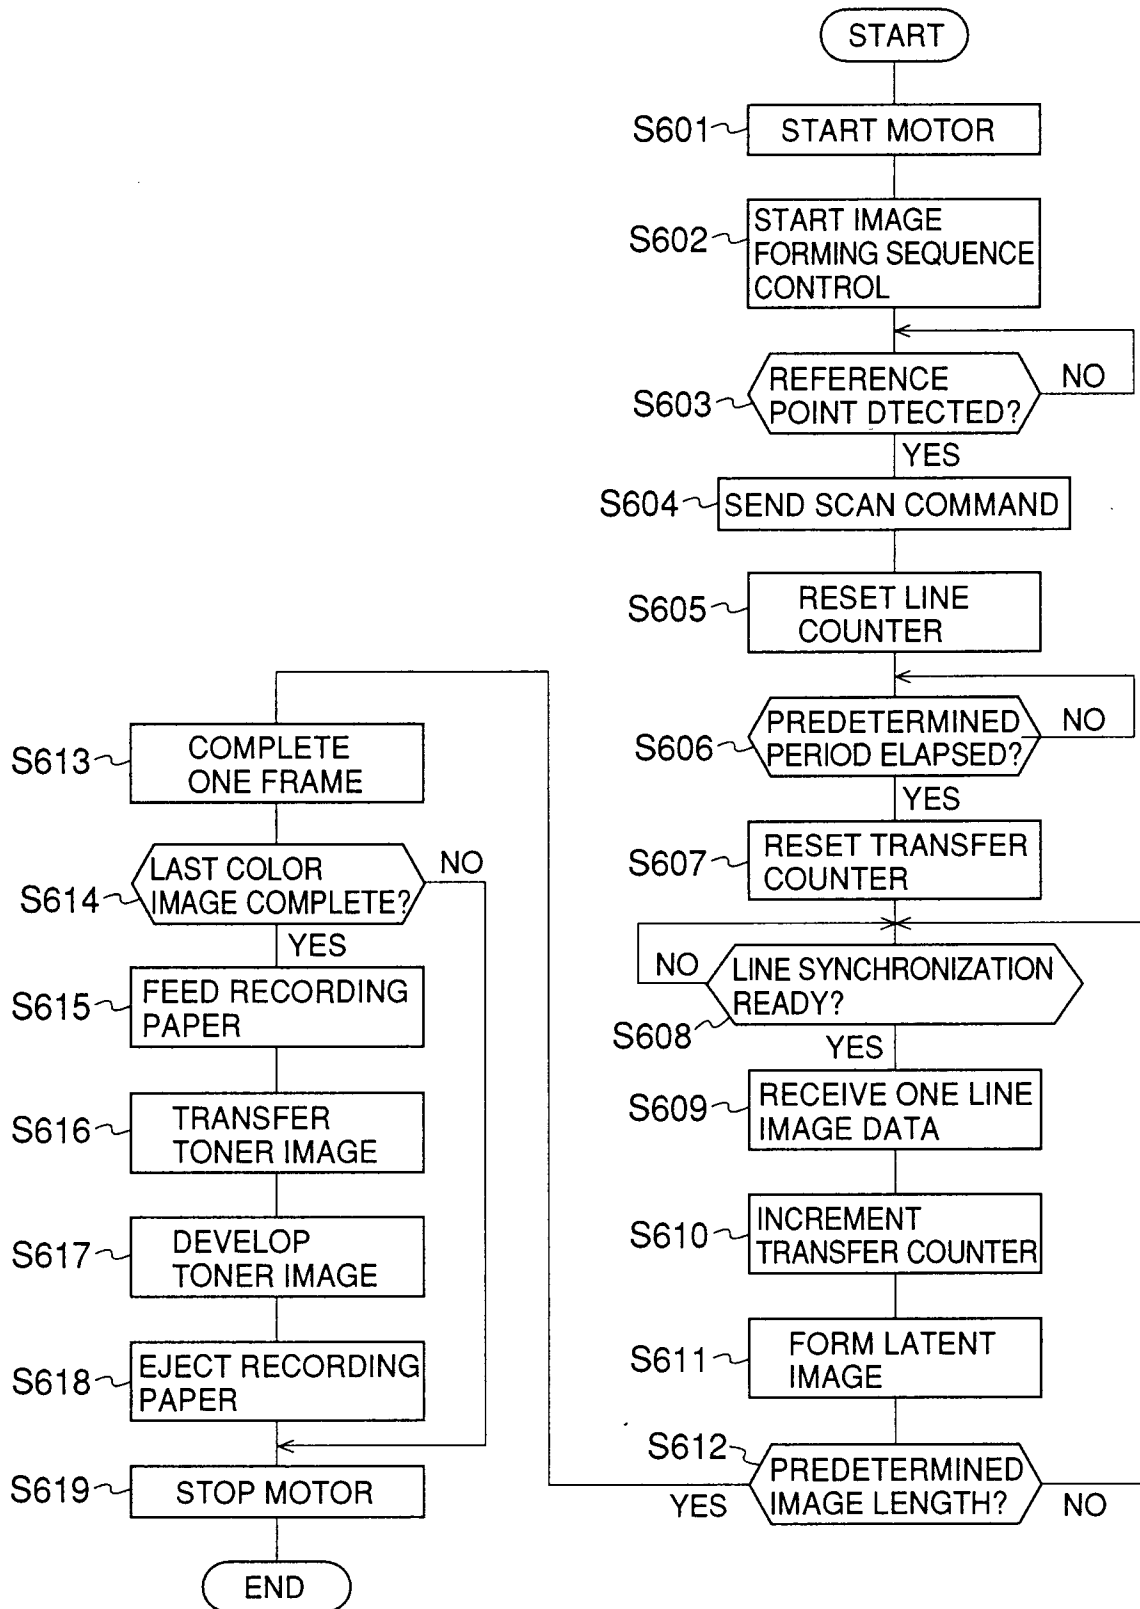 START
S601
START MOTOR
S602
START IMAGE
FORMING SEQUENCE
CONTROL
S603
REFERENCE
POINT DTECTED?
NO
YES
S604
SEND SCAN COMMAND
S605
RESET LINE
COUNTER
S606
PREDETERMINED
PERIOD ELAPSED?
NO
YES
S607
RESET TRANSFER
COUNTER
S608
LINE SYNCHRONIZATION
READY?
NO
YES
S609
RECEIVE ONE LINE
IMAGE DATA
S610
INCREMENT
TRANSFER COUNTER
S611
FORM LATENT
IMAGE
S612
PREDETERMINED
IMAGE LENGTH?
NO
YES
S613
COMPLETE
ONE FRAME
S614
LAST COLOR
IMAGE COMPLETE?
NO
YES
S615
FEED RECORDING
PAPER
S616
TRANSFER
TONER IMAGE
S617
DEVELOP
TONER IMAGE
S618
EJECT RECORDING
PAPER
S619
STOP MOTOR
END